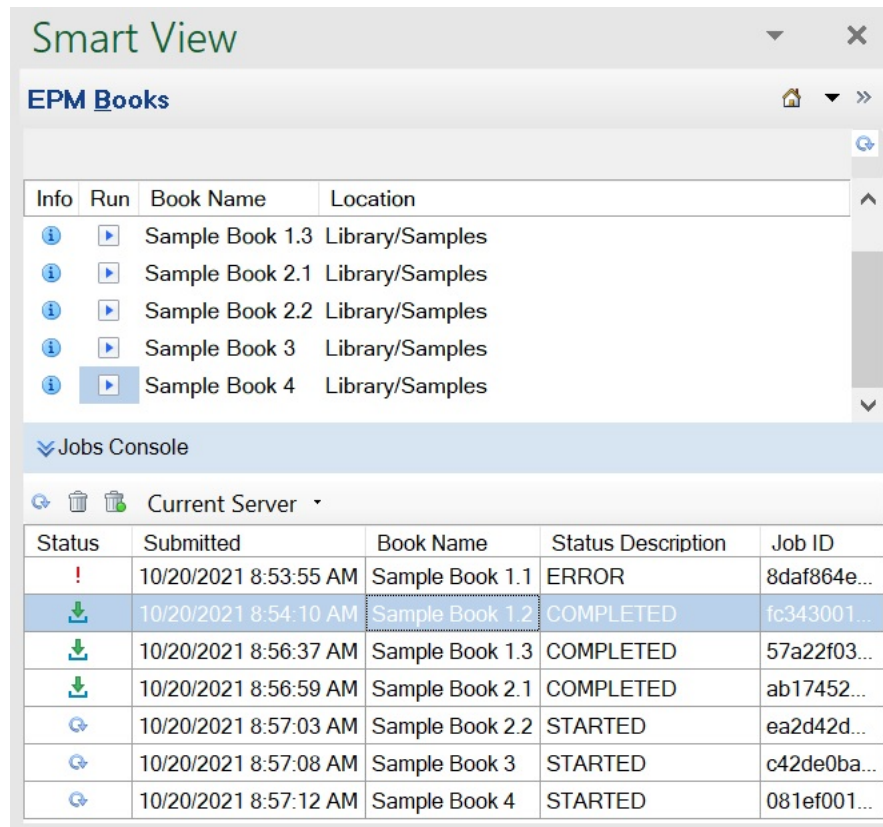 Smart View
EPM Books
Info Run Book Name Location
Sample Book 1.3 Library/Samples
Sample Book 2.1 Library/Samples
Sample Book 2.2 Library/Samples
Sample Book 3 Library/Samples
Sample Book 4 Library/Samples
Jobs Console
Current Server
Status Submitted Book Name Status Description Job ID
! 10/20/2021 8:53:55 AM Sample Book 1.1 ERROR 8daf864e...
10/20/2021 8:54:10 AM Sample Book 1.2 COMPLETED fc343001...
10/20/2021 8:56:37 AM Sample Book 1.3 COMPLETED 57a22f03...
10/20/2021 8:56:59 AM Sample Book 2.1 COMPLETED ab17452...
10/20/2021 8:57:03 AM Sample Book 2.2 STARTED ea2d42d...
10/20/2021 8:57:08 AM Sample Book 3 STARTED c42de0ba...
10/20/2021 8:57:12 AM Sample Book 4 STARTED 081ef001...